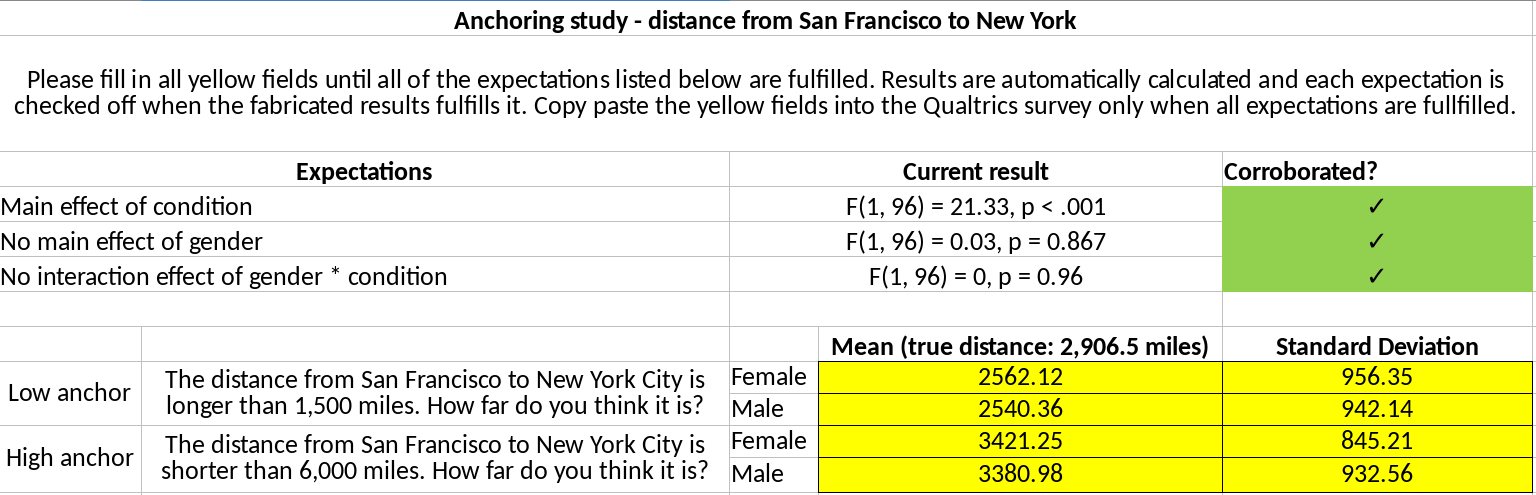 Anchoring study - distance from San Francisco to New York
Please fill in all yellow fields until all of the expectations listed below are fulfilled. Results are automatically calculated and each expectation is
checked off when the fabricated results fulfills it. Copy paste the yellow fields into the Qualtrics survey only when all expectations are fullfilled.
Expectations Current result Corroborated?
Main effect of condition F(1, 96) = 21.33, p < .001 ✓
No main effect of gender F(1, 96) = 0.03, p = 0.867 ✓
No interaction effect of gender * condition F(1, 96) = 0, p = 0.96 ✓
Mean (true distance: 2,906.5 miles) Standard Deviation
Low anchor
The distance from San Francisco to New York City is
longer than 1,500 miles. How far do you think it is?
Female 2562.12 956.35
Male 2540.36 942.14
High anchor
The distance from San Francisco to New York City is
shorter than 6,000 miles. How far do you think it is?
Female 3421.25 845.21
Male 3380.98 932.56